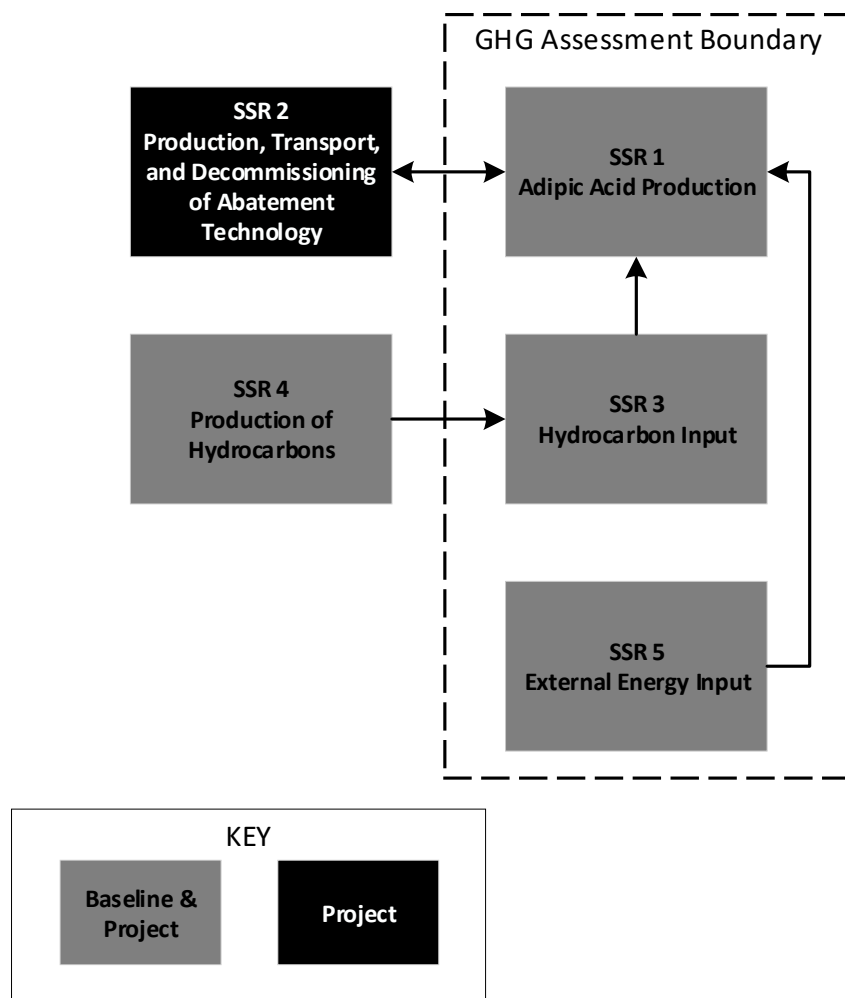 GHG Assessment Boundary
SSR 2
Production, Transport,
and Decommissioning
of Abatement
Technology
SSR 1
Adipic Acid Production
SSR 4
Production of
Hydrocarbons
SSR 3
Hydrocarbon Input
SSR 5
External Energy Input
KEY
Baseline &
Project
Project